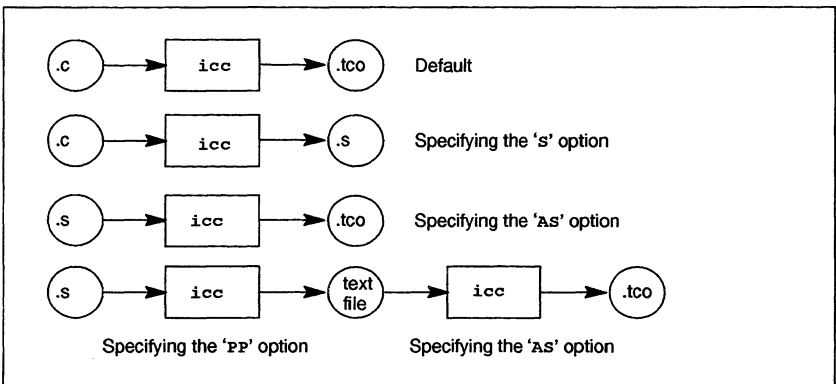 .c icc .tco Default
.c icc .s Specifying the 's' option
.s icc .tco Specifying the 'AS' option
.s icc text file icc .tco
Specifying the 'PP' option Specifying the 'AS' option